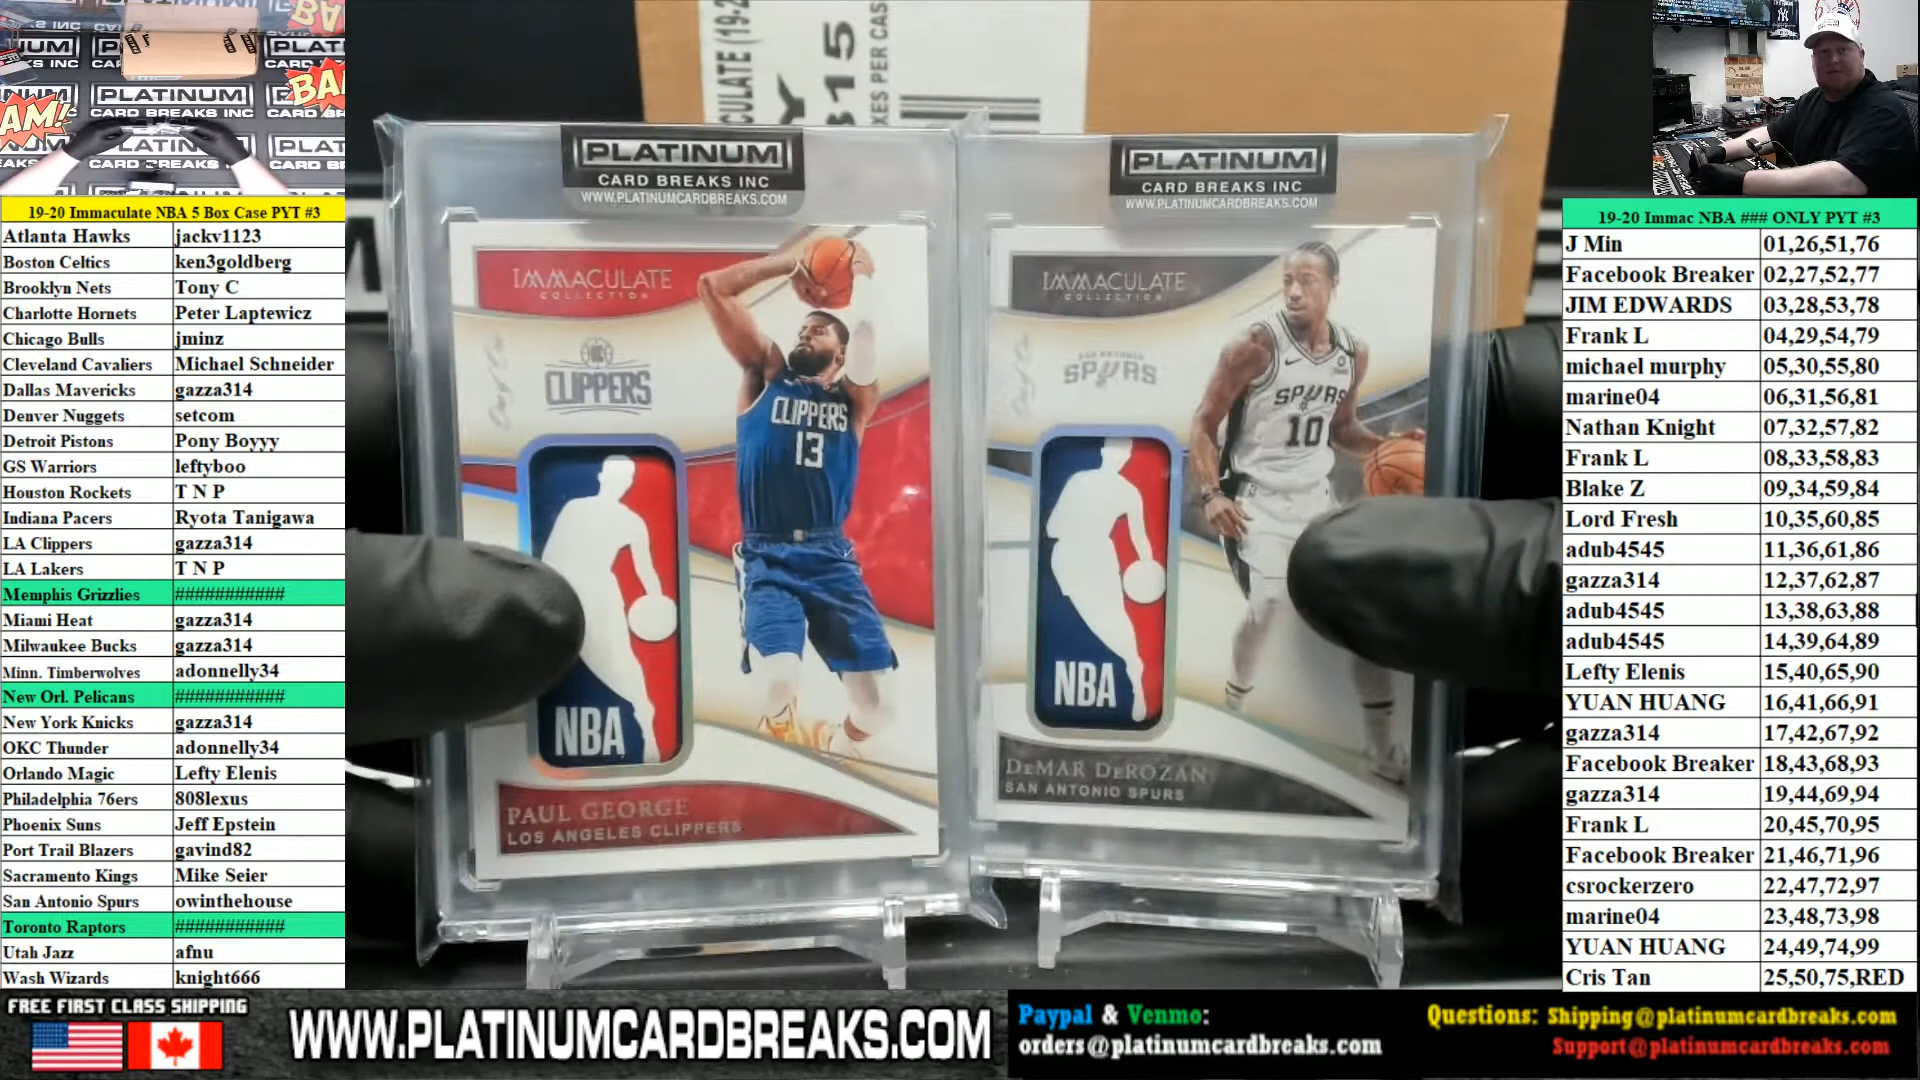 PLATINUM
CARD BREAKS INC
19-20 Immaculate NBA 5 Box Case PYT #3
Atlanta Hawks jackv1123
Boston Celtics ken3goldberg
Brooklyn Nets Tony C
Charlotte Hornets Peter Laptewicz
Chicago Bulls jminz
Cleveland Cavaliers Michael Schneider
Dallas Mavericks gazza314
Denver Nuggets setcom
Detroit Pistons Pony Boyyy
GS Warriors leftyboo
Houston Rockets T N P
Indiana Pacers Ryota Tanigawa
LA Clippers gazza314
LA Lakers T N P
Memphis Grizzlies ###########
Miami Heat gazza314
Milwaukee Bucks gazza314
Minn. Timberwolves adonnelly34
New Orl. Pelicans ###########
New York Knicks gazza314
OKC Thunder adonnelly34
Orlando Magic Lefty Elenis
Philadelphia 76ers 808lexus
Phoenix Suns Jeff Epstein
Port Trail Blazers gavind82
Sacramento Kings Mike Seier
San Antonio Spurs owinthehouse
Toronto Raptors ###########
Utah Jazz afnu
Wash Wizards knight666
PLATINUM
CARD BREAKS INC
WWW.PLATINUMCARDBREAKS.COM
IMMACULATE
COLLECTION
One of One
CLIPPERS
CLIPPERS
13
NBA
PAUL GEORGE
LOS ANGELES CLIPPERS
PLATINUM
CARD BREAKS INC
WWW.PLATINUMCARDBREAKS.COM
IMMACULATE
COLLECTION
SAN ANTONIO
SPURS
SPURS
10
NBA
DEMAR DEROZAN
SAN ANTONIO SPURS
19-20 Immac NBA ### ONLY PYT #3
J Min 01,26,51,76
Facebook Breaker 02,27,52,77
JIM EDWARDS 03,28,53,78
Frank L 04,29,54,79
michael murphy 05,30,55,80
marine04 06,31,56,81
Nathan Knight 07,32,57,82
Frank L 08,33,58,83
Blake Z 09,34,59,84
Lord Fresh 10,35,60,85
adub4545 11,36,61,86
gazza314 12,37,62,87
adub4545 13,38,63,88
adub4545 14,39,64,89
Lefty Elenis 15,40,65,90
YUAN HUANG 16,41,66,91
gazza314 17,42,67,92
Facebook Breaker 18,43,68,93
gazza314 19,44,69,94
Frank L 20,45,70,95
Facebook Breaker 21,46,71,96
csrockerzero 22,47,72,97
marine04 23,48,73,98
YUAN HUANG 24,49,74,99
Cris Tan 25,50,75,RED
FREE FIRST CLASS SHIPPING
WWW.PLATINUMCARDBREAKS.COM
Paypal & Venmo:
orders@platinumcardbreaks.com
Questions: Shipping@platinumcardbreaks.com
Support@platinumcardbreaks.com